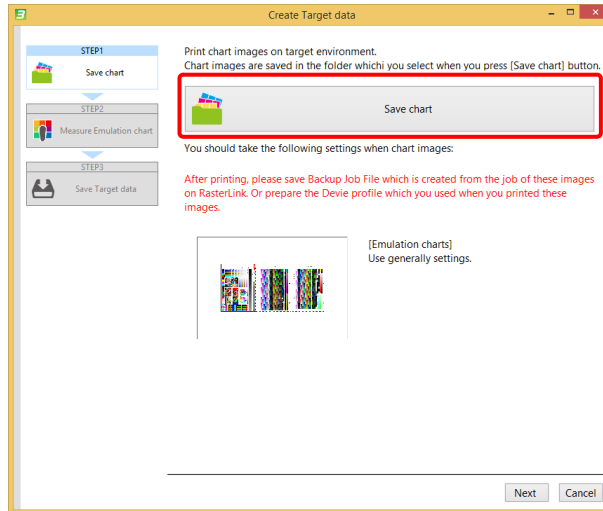 Create Target data
STEP1
Save chart
STEP2
Measure Emulation chart
STEP3
Save Target data
Print chart images on target environment.
Chart images are saved in the folder whichi you select when you press [Save chart] button.
Save chart
You should take the following settings when chart images:
After printing, please save Backup Job File which is created from the job of these images
on RasterLink. Or prepare the Devie profile which you used when you printed these
images.
[Emulation charts]
Use generally settings.
Next
Cancel